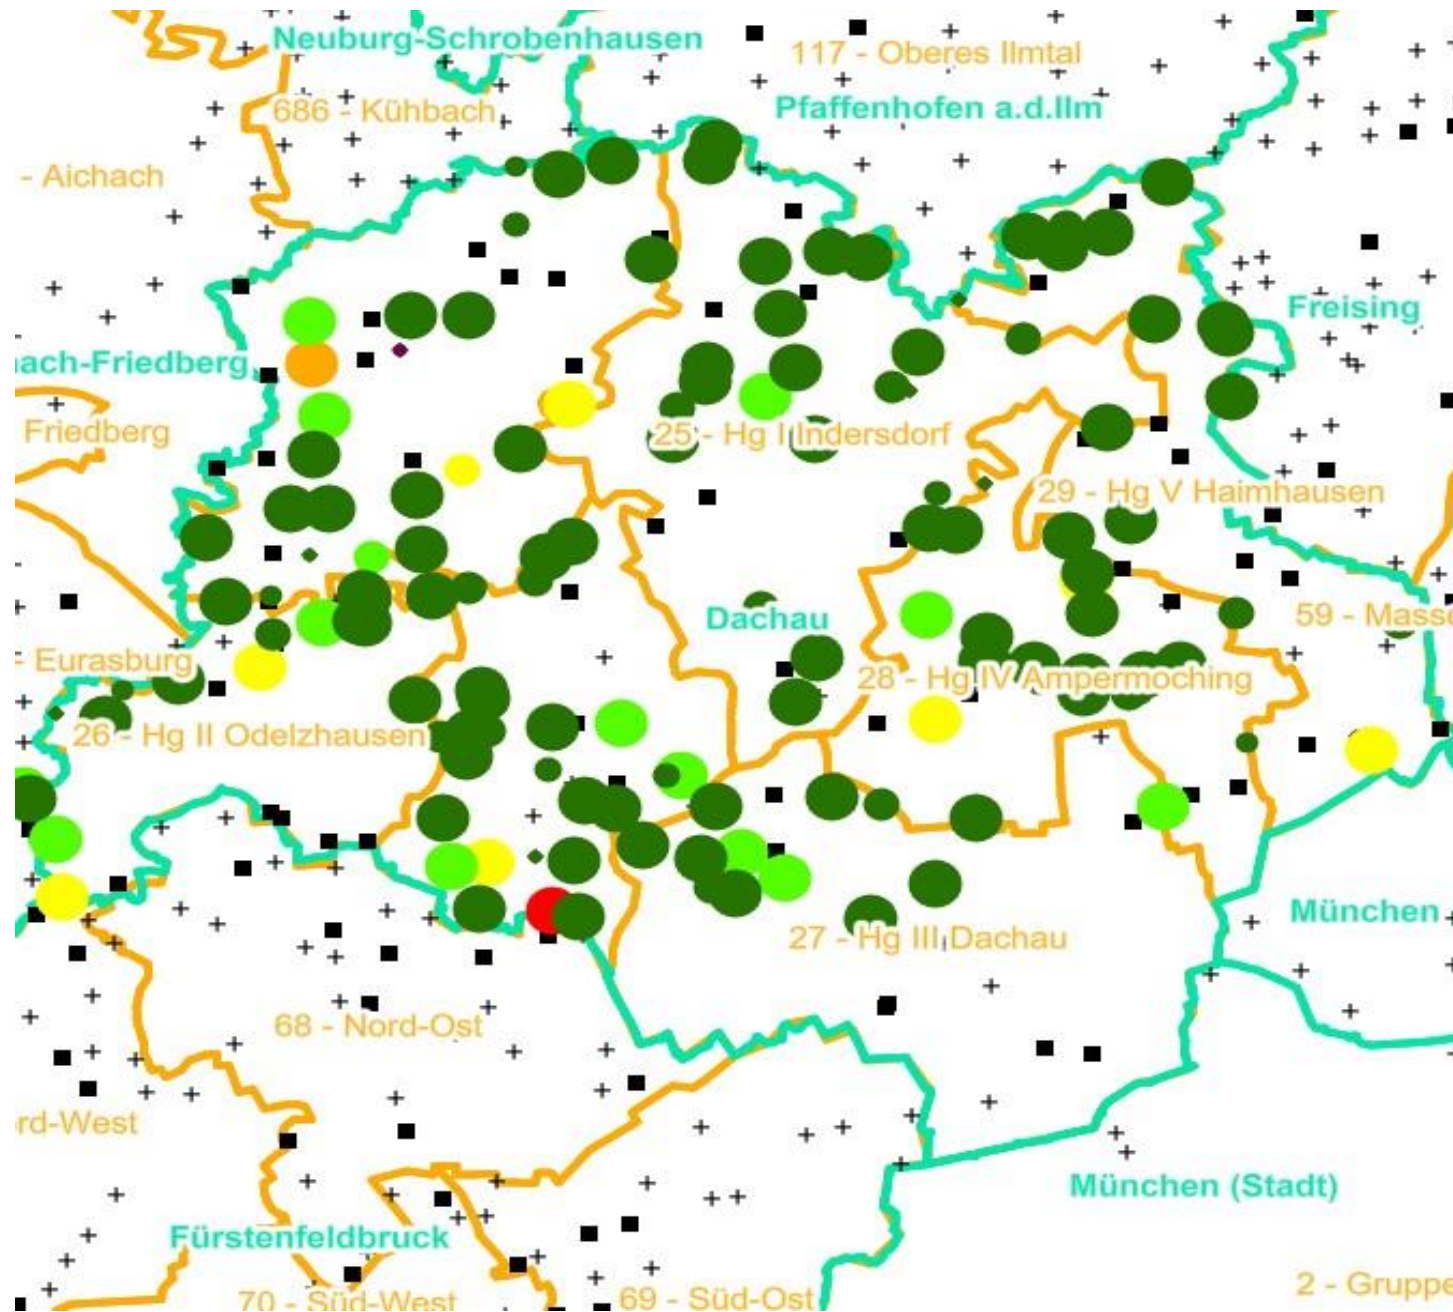 Neuburg-Schrobenhausen
117 - Oberes Ilmtal
686 - Kühbach
Pfaffenhofen a.d.Ilm
- Aichach
Freising
ach-Friedberg
Friedberg
25 - Hg I Indersdorf
29 - Hg V Haimhausen
Dachau
59 - Masse
- Eurasburg
28 - Hg IV Ampermoching
26 - Hg II Odelzhausen
München
27 - Hg III Dachau
68 - Nord-Ost
rd-West
München (Stadt)
Fürstenfeldbruck
2 - Gruppe
70 - Süd-West
69 - Süd-Ost